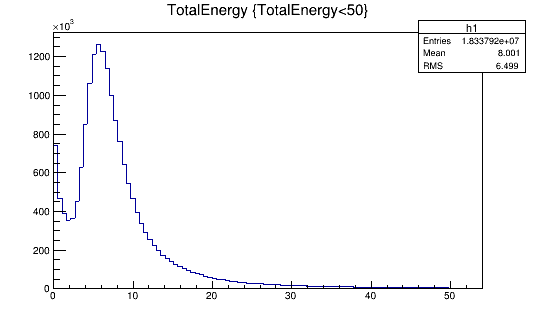 TotalEnergy {TotalEnergy<50}
×10³
h1
Entries 1.833792e+07
Mean 8.001
RMS 6.499
1200
1000
800
600
400
200
0
0 10 20 30 40 50